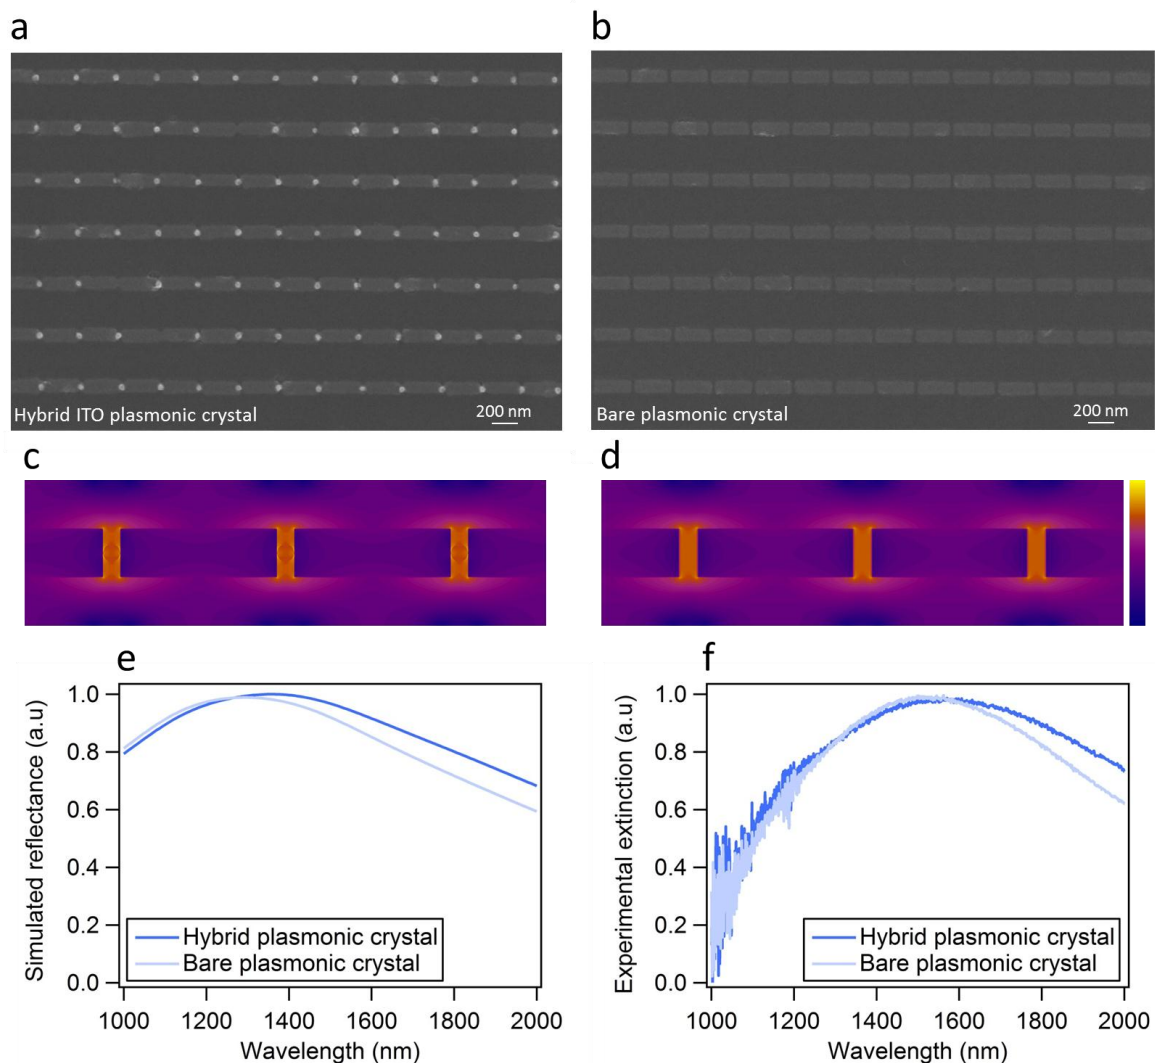 a
b
Hybrid ITO plasmonic crystal
200 nm
Bare plasmonic crystal
200 nm
c
d
e
f
Simulated reflectance (a.u)
1.0
0.8
0.6
0.4
0.2
0.0
Hybrid plasmonic crystal
Bare plasmonic crystal
1000 1200 1400 1600 1800 2000
Wavelength (nm)
Experimental extinction (a.u)
1.0
0.8
0.6
0.4
0.2
0.0
Hybrid plasmonic crystal
Bare plasmonic crystal
1000 1200 1400 1600 1800 2000
Wavelength (nm)